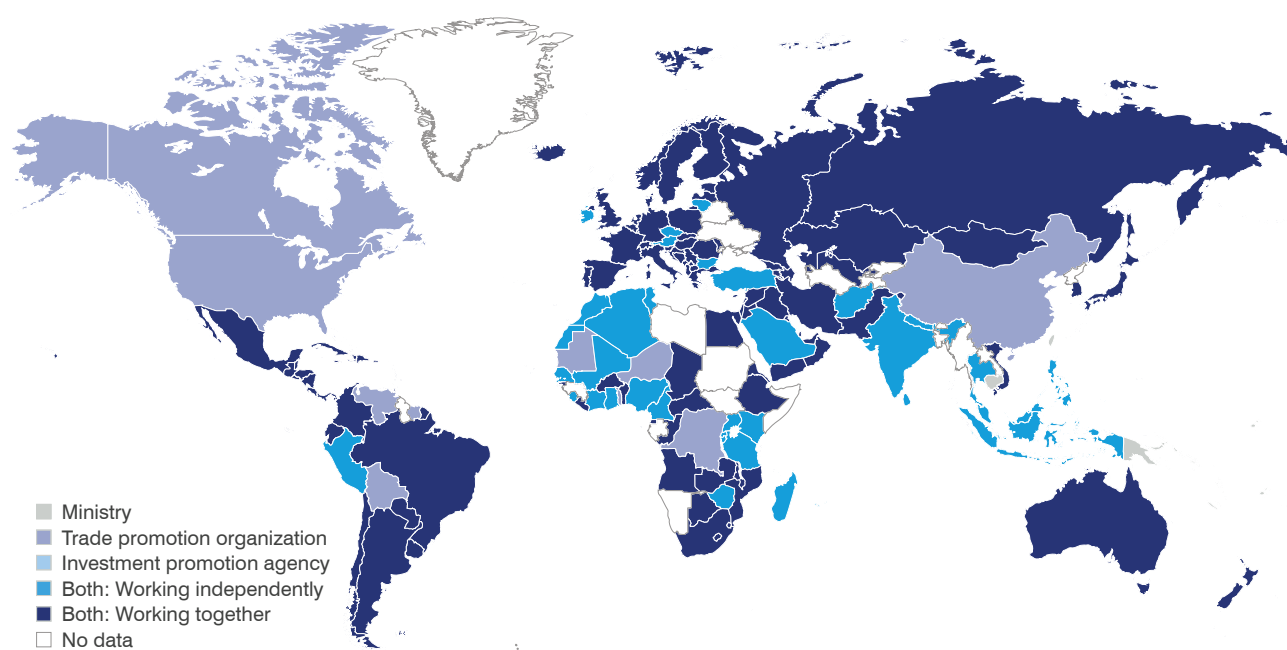 Ministry
Trade promotion organization
Investment promotion agency
Both: Working independently
Both: Working together
No data